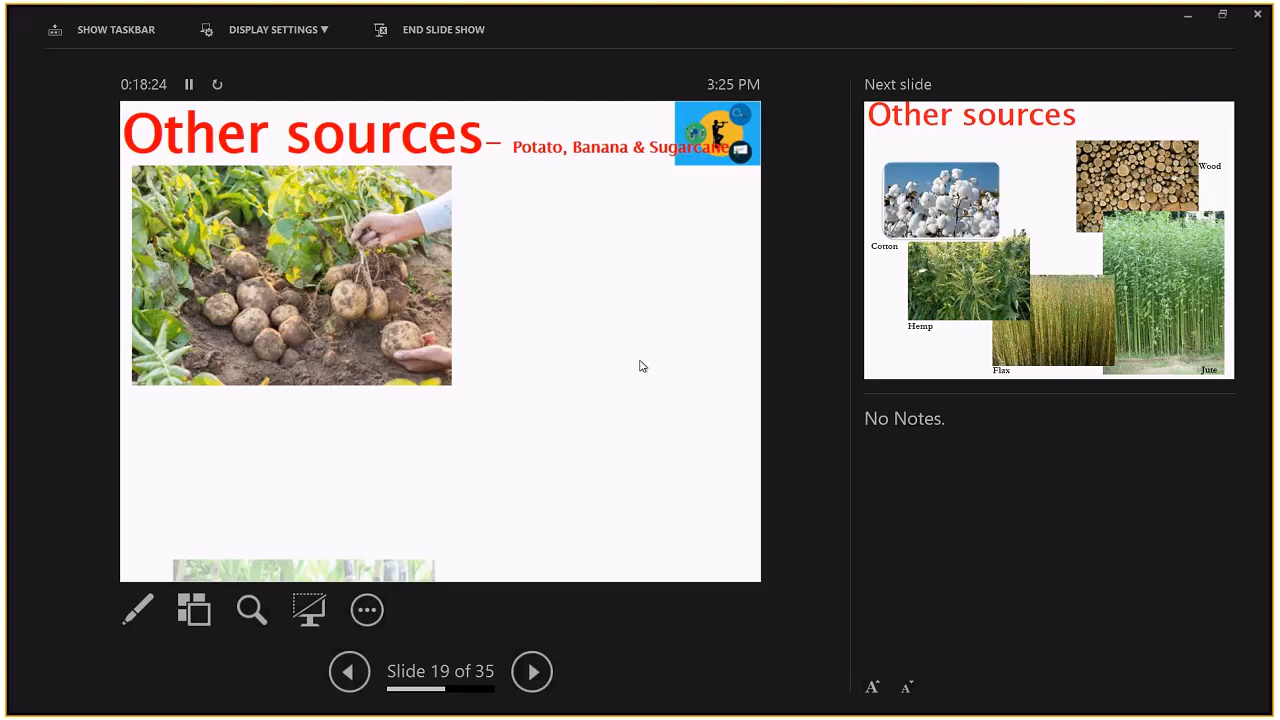 SHOW TASKBAR
DISPLAY SETTINGS ▼
END SLIDE SHOW
0:18:24
3:25 PM
Other sources– Potato, Banana & Sugarcane
Slide 19 of 35
Next slide
Other sources
Wood
Cotton
Hemp
Flax
Jute
No Notes.
A
A